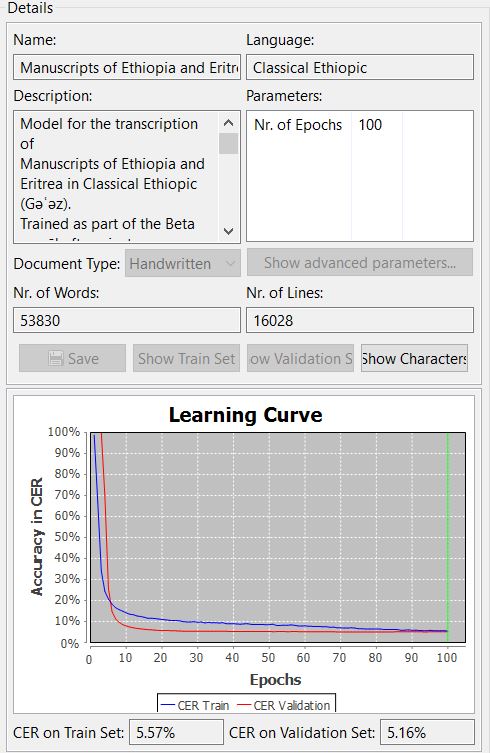 Details
Name:
Language:
Manuscripts of Ethiopia and Eritr
Classical Ethiopic
Description:
Parameters:
Model for the transcription
of
Manuscripts of Ethiopia and
Eritrea in Classical Ethiopic
(Gəʿəz).
Trained as part of the Beta
Nr. of Epochs 100
Document Type: Handwritten
Show advanced parameters...
Nr. of Words:
Nr. of Lines:
53830
16028
Save
Show Train Set
ow Validation S
Show Characters
Learning Curve
Accuracy in CER
100%
90%
80%
70%
60%
50%
40%
30%
20%
10%
0%
0 10 20 30 40 50 60 70 80 90 100
Epochs
CER Train CER Validation
CER on Train Set: 5.57% CER on Validation Set: 5.16%